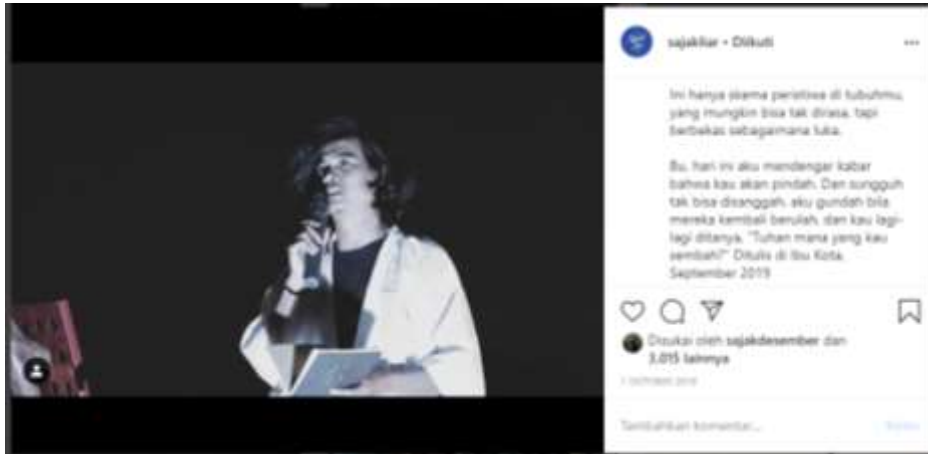 sajakliar • Diikuti
Ini hanya skema peristiwa di tubuhmu,
yang mungkin bisa tak dirasa, tapi
berbekas sebagaimana luka.
Bu, hari ini aku mendengar kabar
bahwa kau akan pindah. Dan sungguh
tak bisa disanggah, aku gundah bila
mereka kembali berulah, dan kau lagi-
lagi ditanya, "Tuhan mana yang kau
sembah?" Ditulis di Ibu Kota,
September 2019
Disukai oleh sajakdesember dan
3.015 lainnya
1 OKTOBER 2019
Tambahkan komentar...